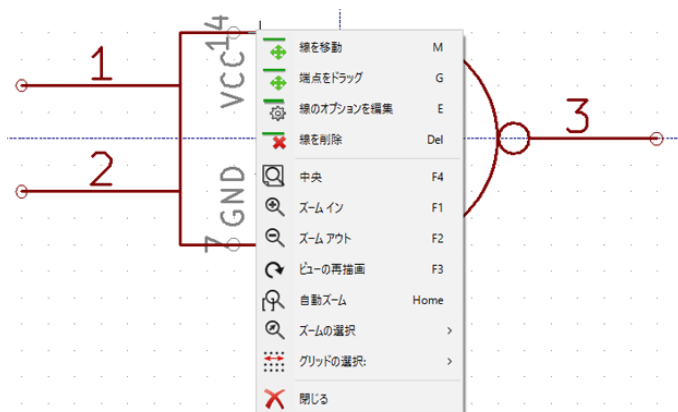 14
VCC
1
2
3
GND
7
線を移動 M
端点をドラッグ G
線のオプションを編集 E
線を削除 Del
中央 F4
ズーム イン F1
ズーム アウト F2
ビューの再描画 F3
自動ズーム Home
ズームの選択
グリッドの選択:
閉じる